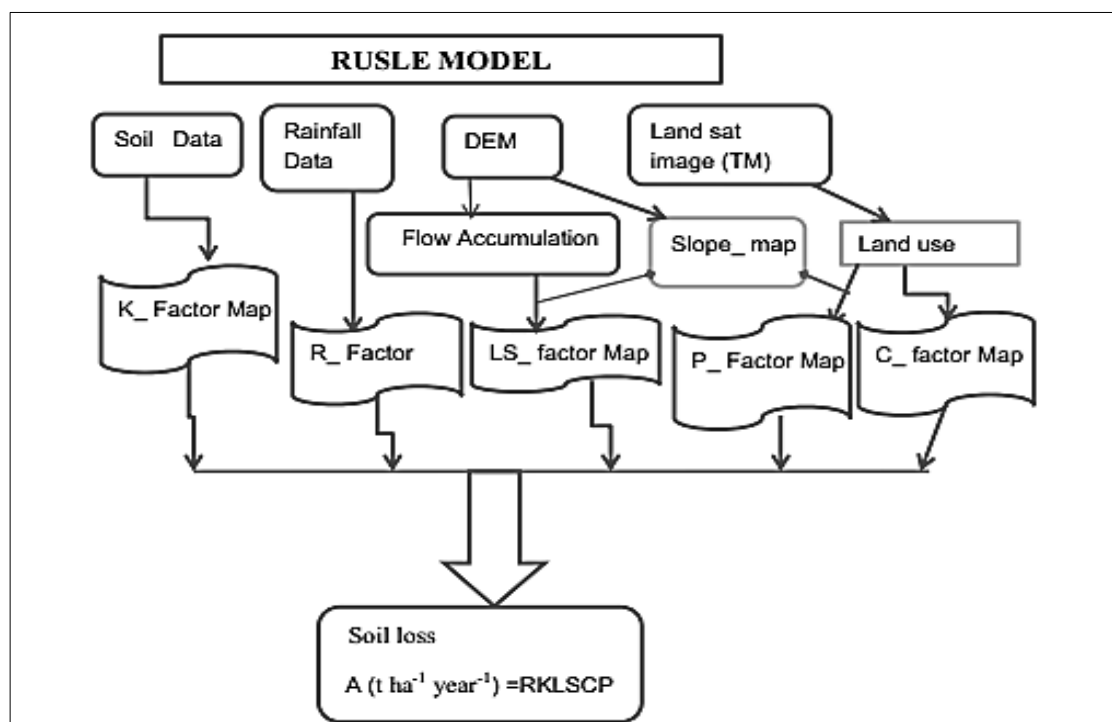 RUSLE MODEL
Soil Data
Rainfall
Data
DEM
Land sat
image (TM)
Flow Accumulation
Slope_ map
Land use
K_ Factor Map
R_ Factor
LS_ factor Map
P_ Factor Map
C_ factor Map
Soil loss
A (t ha⁻¹ year⁻¹) =RKLSCP